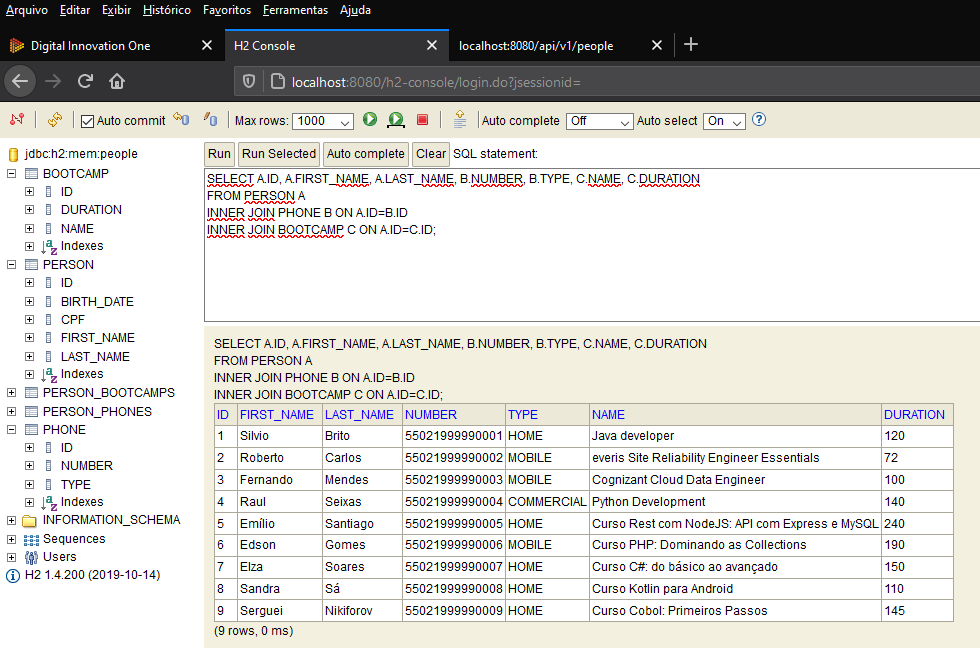 Arquivo Editar Exibir Histórico Favoritos Ferramentas Ajuda
Digital Innovation One
H2 Console
localhost:8080/api/v1/people
localhost:8080/h2-console/login.do?jsessionid=
Auto commit
Max rows: 1000
Auto complete Off
Auto select On
jdbc:h2:mem:people
BOOTCAMP
ID
DURATION
NAME
Indexes
PERSON
ID
BIRTH_DATE
CPF
FIRST_NAME
LAST_NAME
Indexes
PERSON_BOOTCAMPS
PERSON_PHONES
PHONE
ID
NUMBER
TYPE
Indexes
INFORMATION_SCHEMA
Sequences
Users
H2 1.4.200 (2019-10-14)
Run Run Selected Auto complete Clear SQL statement:
SELECT A.ID, A.FIRST_NAME, A.LAST_NAME, B.NUMBER, B.TYPE, C.NAME, C.DURATION
FROM PERSON A
INNER JOIN PHONE B ON A.ID=B.ID
INNER JOIN BOOTCAMP C ON A.ID=C.ID;
SELECT A.ID, A.FIRST_NAME, A.LAST_NAME, B.NUMBER, B.TYPE, C.NAME, C.DURATION
FROM PERSON A
INNER JOIN PHONE B ON A.ID=B.ID
INNER JOIN BOOTCAMP C ON A.ID=C.ID;
ID FIRST_NAME LAST_NAME NUMBER TYPE NAME DURATION
1 Silvio Brito 55021999990001 HOME Java developer 120
2 Roberto Carlos 55021999990002 MOBILE everis Site Reliability Engineer Essentials 72
3 Fernando Mendes 55021999990003 MOBILE Cognizant Cloud Data Engineer 100
4 Raul Seixas 55021999990004 COMMERCIAL Python Development 140
5 Emílio Santiago 55021999990005 HOME Curso Rest com NodeJS: API com Express e MySQL 240
6 Edson Gomes 55021999990006 MOBILE Curso PHP: Dominando as Collections 190
7 Elza Soares 55021999990007 HOME Curso C#: do básico ao avançado 150
8 Sandra Sá 55021999990008 HOME Curso Kotlin para Android 110
9 Serguei Nikiforov 55021999990009 HOME Curso Cobol: Primeiros Passos 145
(9 rows, 0 ms)